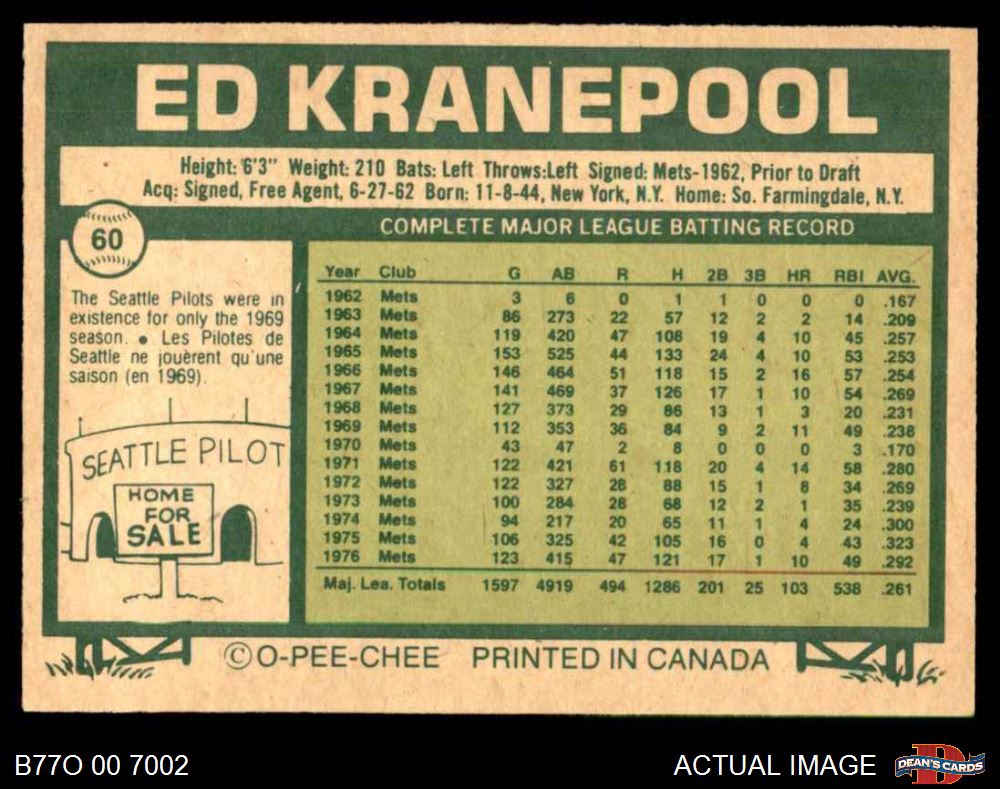 ED KRANEPOOL
Height: 6'3" Weight: 210 Bats: Left Throws:Left Signed: Mets-1962, Prior to Draft
Acq: Signed, Free Agent, 6-27-62 Born: 11-8-44, New York, N.Y. Home: So. Farmingdale, N.Y.
60
The Seattle Pilots were in
existence for only the 1969
season. • Les Pilotes de
Seattle ne jouèrent qu'une
saison (en 1969).
SEATTLE PILOT
HOME
FOR
SALE
COMPLETE MAJOR LEAGUE BATTING RECORD
Year Club G AB R H 2B 3B HR RBI AVG.
1962 Mets 3 6 0 1 1 0 0 0 .167
1963 Mets 86 273 22 57 12 2 2 14 .209
1964 Mets 119 420 47 108 19 4 10 45 .257
1965 Mets 153 525 44 133 24 4 10 53 .253
1966 Mets 146 464 51 118 15 2 16 57 .254
1967 Mets 141 469 37 126 17 1 10 54 .269
1968 Mets 127 373 29 86 13 1 3 20 .231
1969 Mets 112 353 36 84 9 2 11 49 .238
1970 Mets 43 47 2 8 0 0 0 3 .170
1971 Mets 122 421 61 118 20 4 14 58 .280
1972 Mets 122 327 28 88 15 1 8 34 .269
1973 Mets 100 284 28 68 12 2 1 35 .239
1974 Mets 94 217 20 65 11 1 4 24 .300
1975 Mets 106 325 42 105 16 0 4 43 .323
1976 Mets 123 415 47 121 17 1 10 49 .292
Maj. Lea. Totals 1597 4919 494 1286 201 25 103 538 .261
© O-PEE-CHEE PRINTED IN CANADA
B77O 00 7002
ACTUAL IMAGE
D
DEAN'S CARDS